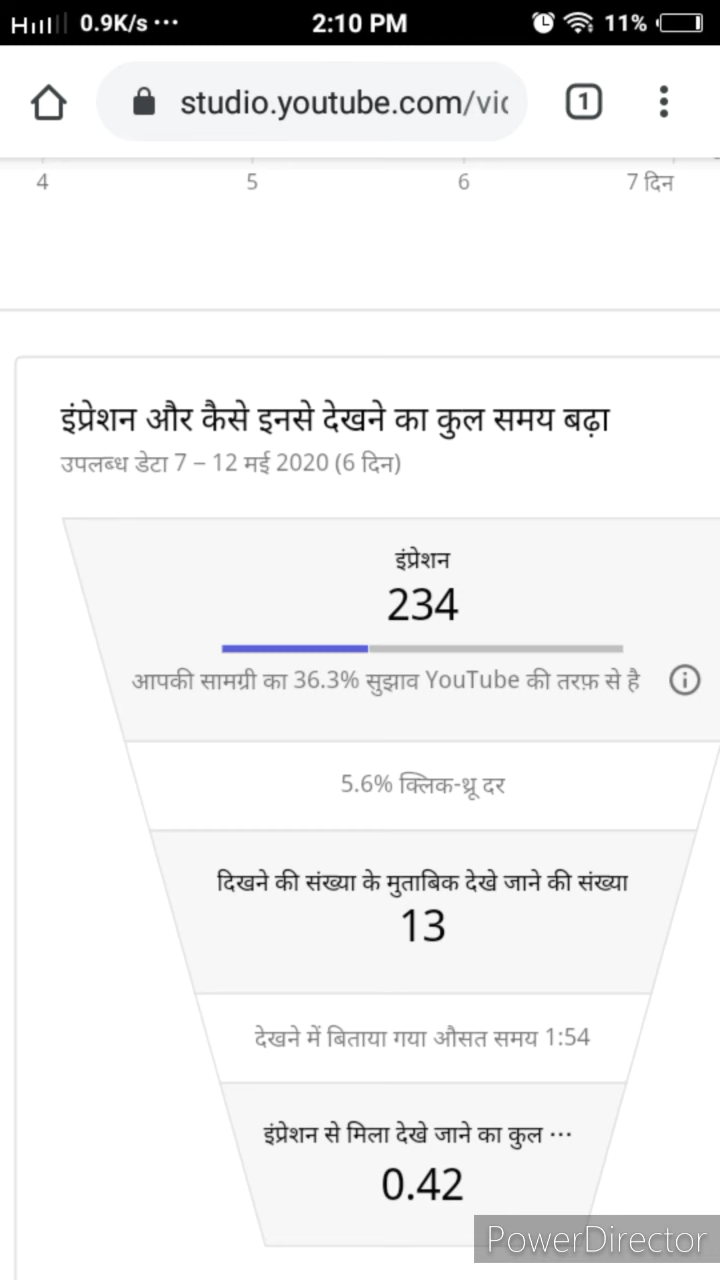 0.9K/s ··· 2:10 PM 11%
studio.youtube.com/vic 1
4 5 6 7 दिन
इंप्रेशन और कैसे इनसे देखने का कुल समय बढ़ा
उपलब्ध डेटा 7 – 12 मई 2020 (6 दिन)
इंप्रेशन
234
आपकी सामग्री का 36.3% सुझाव YouTube की तरफ़ से है
5.6% क्लिक-थ्रू दर
दिखने की संख्या के मुताबिक देखे जाने की संख्या
13
देखने में बिताया गया औसत समय 1:54
इंप्रेशन से मिला देखे जाने का कुल ···
0.42
PowerDirector